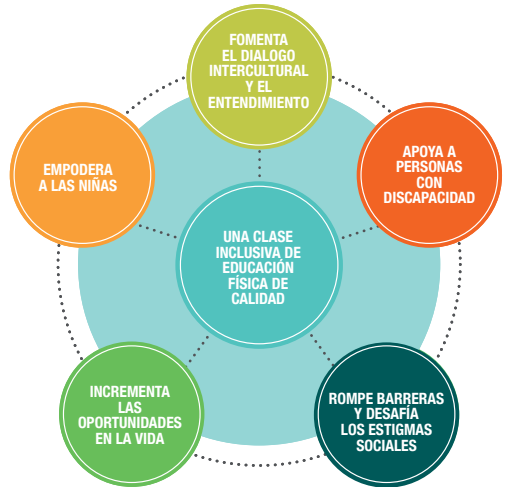 FOMENTA
EL DIALOGO
INTERCULTURAL
Y EL
ENTENDIMIENTO
EMPODERA
A LAS NIÑAS
APOYA A
PERSONAS
CON
DISCAPACIDAD
UNA CLASE
INCLUSIVA DE
EDUCACIÓN
FÍSICA DE
CALIDAD
INCREMENTA
LAS
OPORTUNIDADES
EN LA VIDA
ROMPE BARRERAS
Y DESAFÍA
LOS ESTIGMAS
SOCIALES